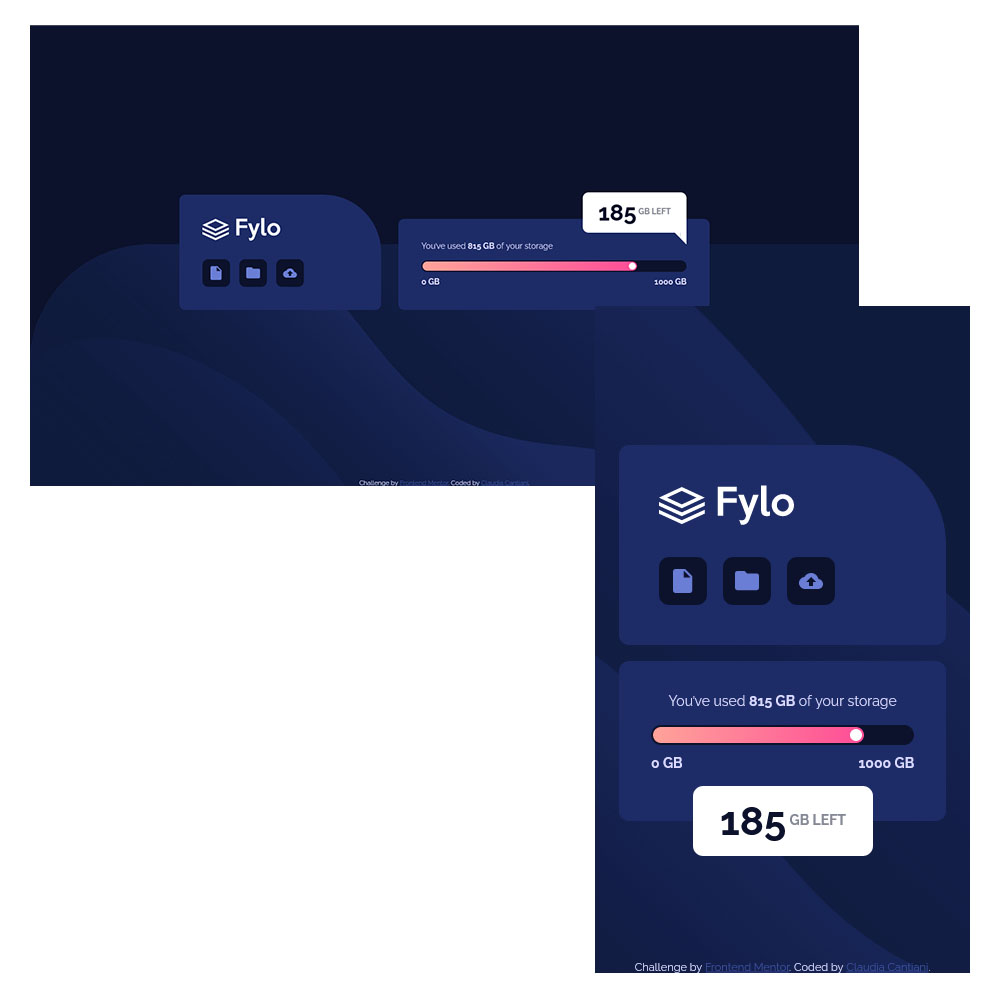 Fylo
185 GB LEFT
You've used 815 GB of your storage
0 GB
1000 GB
Challenge by Frontend Mentor. Coded by Claudia Cantiani.
Fylo
You've used 815 GB of your storage
0 GB
1000 GB
185 GB LEFT
Challenge by Frontend Mentor. Coded by Claudia Cantiani.